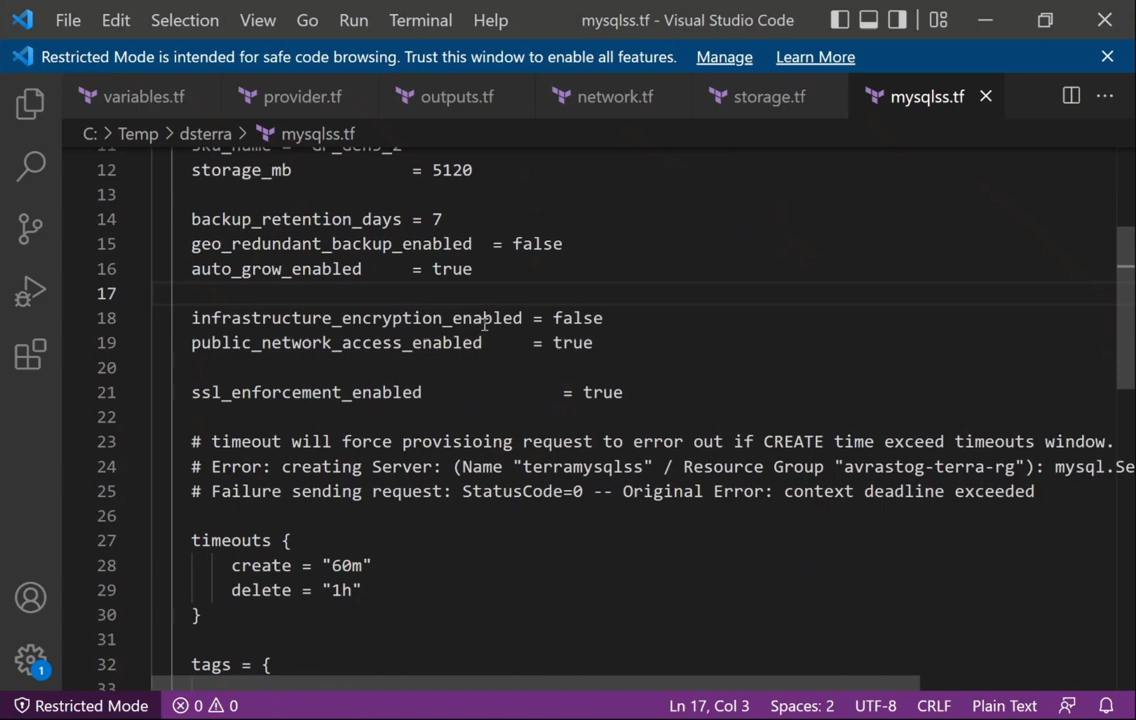 File Edit Selection View Go Run Terminal Help mysqlss.tf - Visual Studio Code
Restricted Mode is intended for safe code browsing. Trust this window to enable all features. Manage Learn More
variables.tf provider.tf outputs.tf network.tf storage.tf mysqlss.tf
C: > Temp > dsterra > mysqlss.tf
11 sku_name =
12 storage_mb = 5120
13
14 backup_retention_days = 7
15 geo_redundant_backup_enabled = false
16 auto_grow_enabled = true
17
18 infrastructure_encryption_enabled = false
19 public_network_access_enabled = true
20
21 ssl_enforcement_enabled = true
22
23 # timeout will force provisioing request to error out if CREATE time exceed timeouts window.
24 # Error: creating Server: (Name "terramysqlss" / Resource Group "avrastog-terra-rg"): mysql.Se
25 # Failure sending request: StatusCode=0 -- Original Error: context deadline exceeded
26
27 timeouts {
28 create = "60m"
29 delete = "1h"
30 }
31
32 tags = {
33
1
Restricted Mode 0 0 Ln 17, Col 3 Spaces: 2 UTF-8 CRLF Plain Text